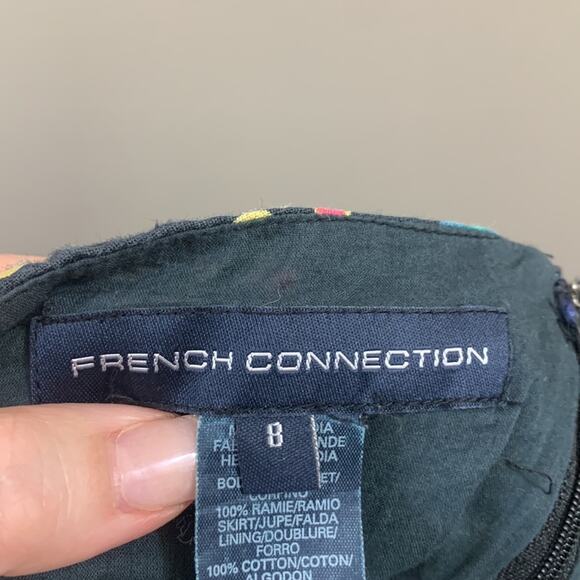 FRENCH CONNECTION
8
100% RAMIE/RAMIO
SKIRT/JUPE/FALDA
LINING/DOUBLURE/
FORRO
100% COTTON/COTON/
ALGODON